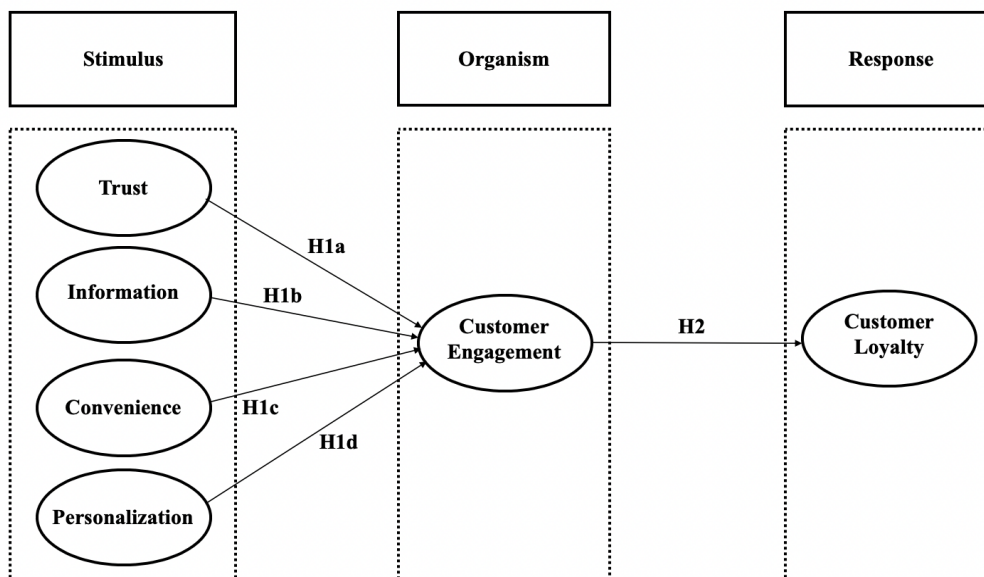 Stimulus
Organism
Response
Trust
H1a
Information
H1b
Customer
Engagement
H2
Customer
Loyalty
Convenience
H1c
H1d
Personalization